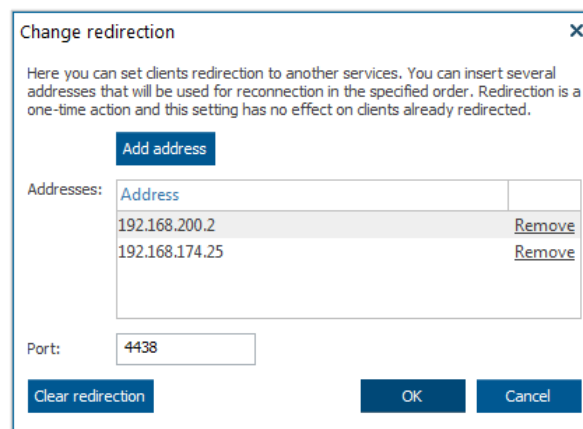 Change redirection
Here you can set clients redirection to another services. You can insert several
addresses that will be used for reconnection in the specified order. Redirection is a
one-time action and this setting has no effect on clients already redirected.
Add address
Addresses:
Address
192.168.200.2 Remove
192.168.174.25 Remove
Port: 4438
Clear redirection OK Cancel